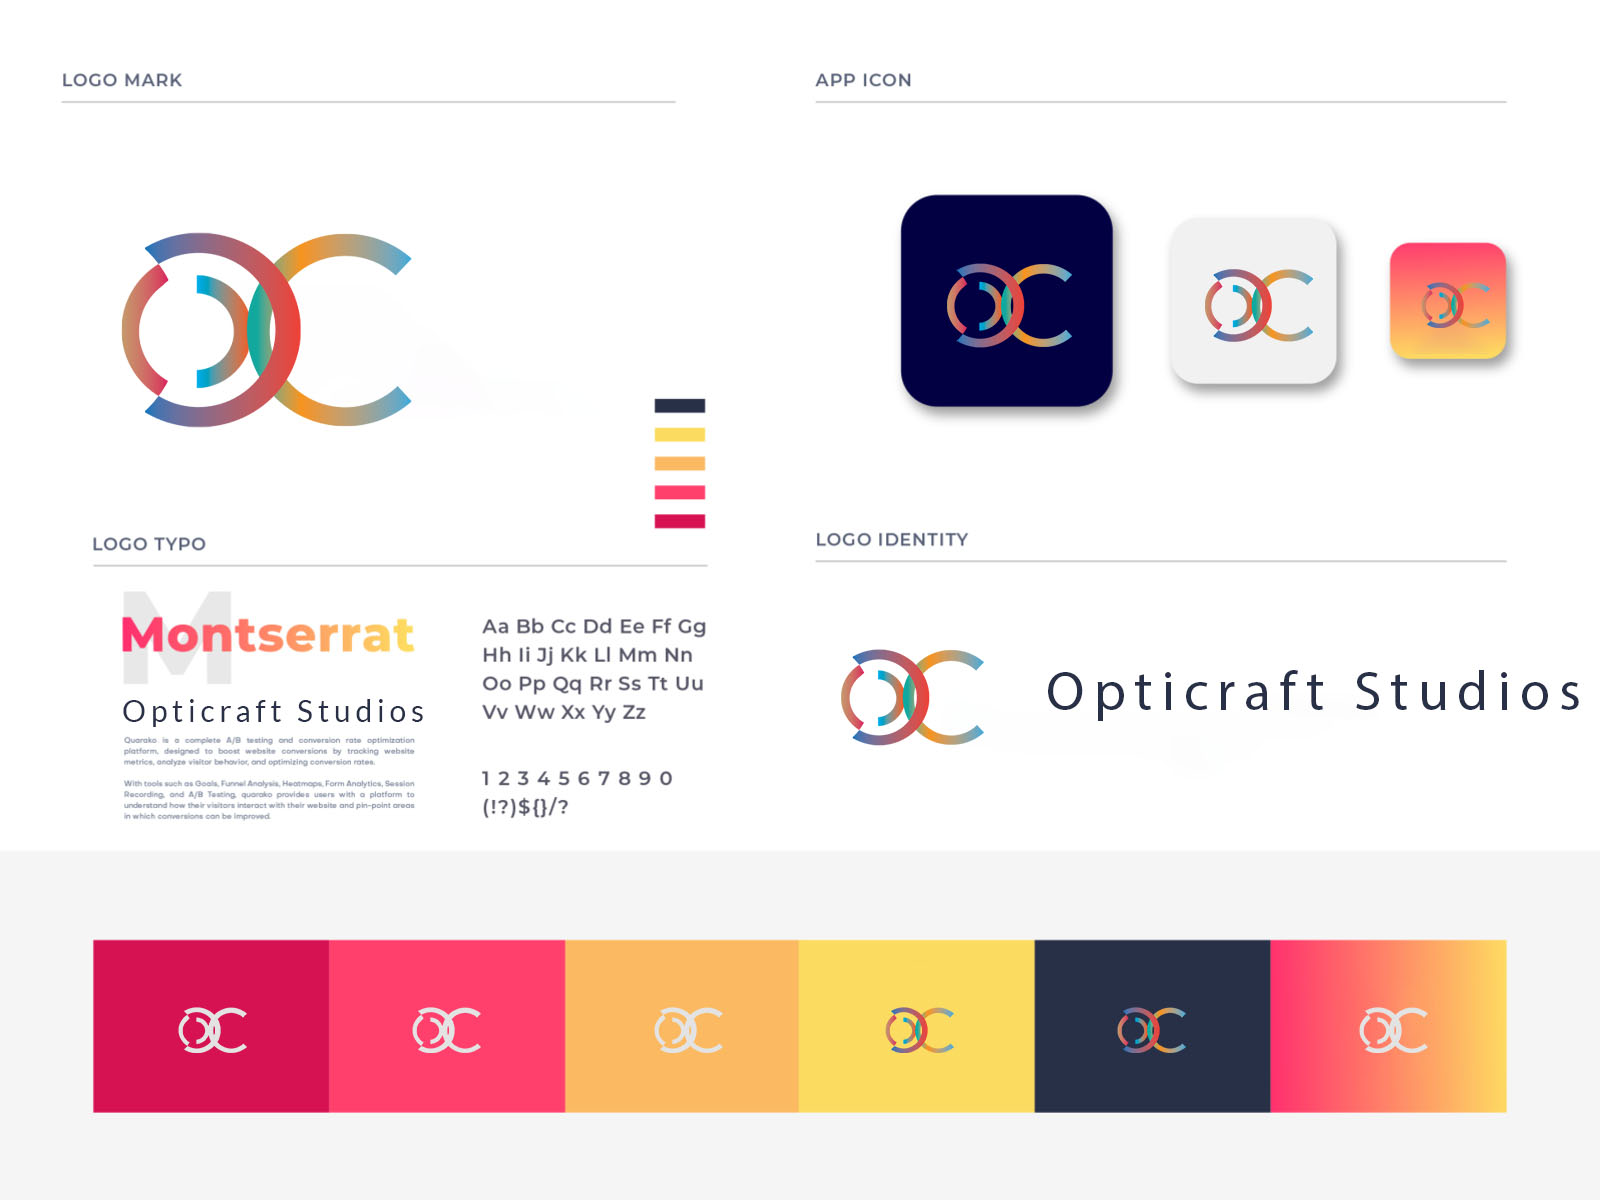 LOGO MARK
APP ICON
LOGO TYPO
M
Montserrat
Opticraft Studios
Quarako is a complete A/B testing and conversion rate optimization
platform, designed to boost website conversions by tracking website
metrics, analyze visitor behavior, and optimizing conversion rates.
With tools such as Goals, Funnel Analysis, Heatmaps, Form Analytics, Session
Recording, and A/B Testing, quarako provides users with a platform to
understand how their visitors interact with their website and pin-point areas
in which conversions can be improved.
Aa Bb Cc Dd Ee Ff Gg
Hh Ii Jj Kk Ll Mm Nn
Oo Pp Qq Rr Ss Tt Uu
Vv Ww Xx Yy Zz
1 2 3 4 5 6 7 8 9 0
(!?)${}/?
LOGO IDENTITY
Opticraft Studios